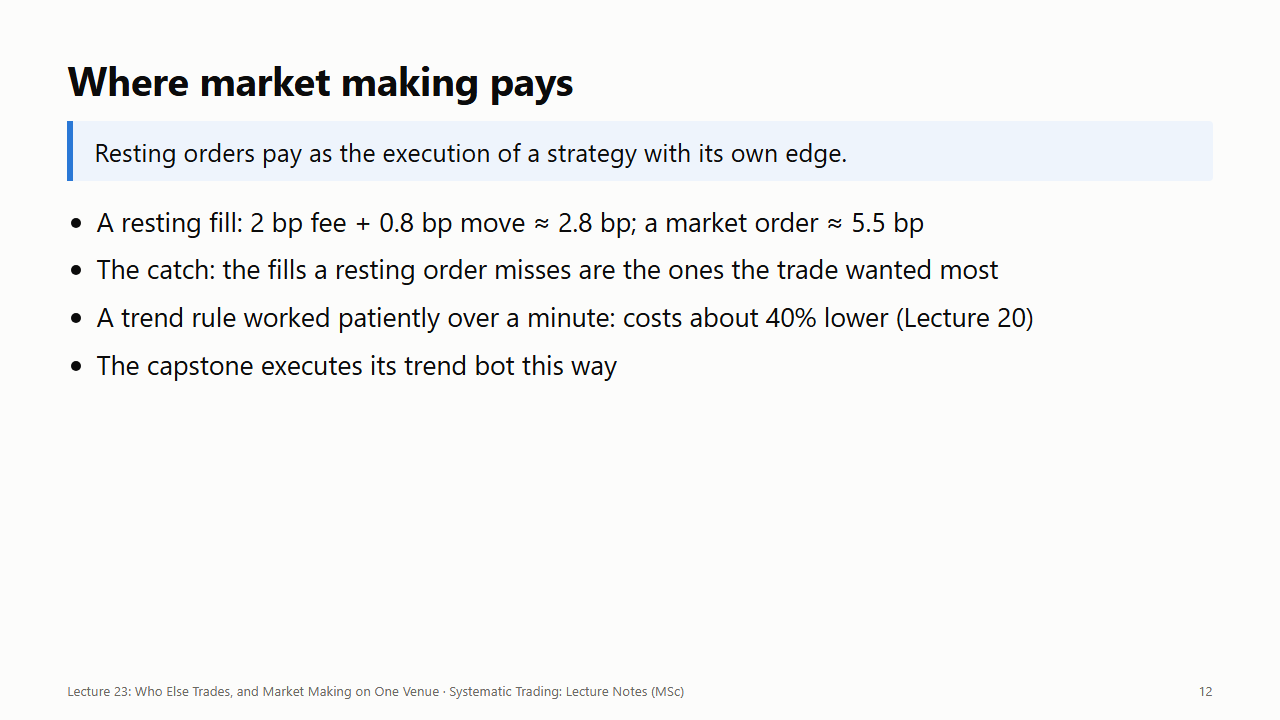 Where market making pays
Resting orders pay as the execution of a strategy with its own edge.
• A resting fill: 2 bp fee + 0.8 bp move ≈ 2.8 bp; a market order ≈ 5.5 bp
• The catch: the fills a resting order misses are the ones the trade wanted most
• A trend rule worked patiently over a minute: costs about 40% lower (Lecture 20)
• The capstone executes its trend bot this way
Lecture 23: Who Else Trades, and Market Making on One Venue · Systematic Trading: Lecture Notes (MSc)
12